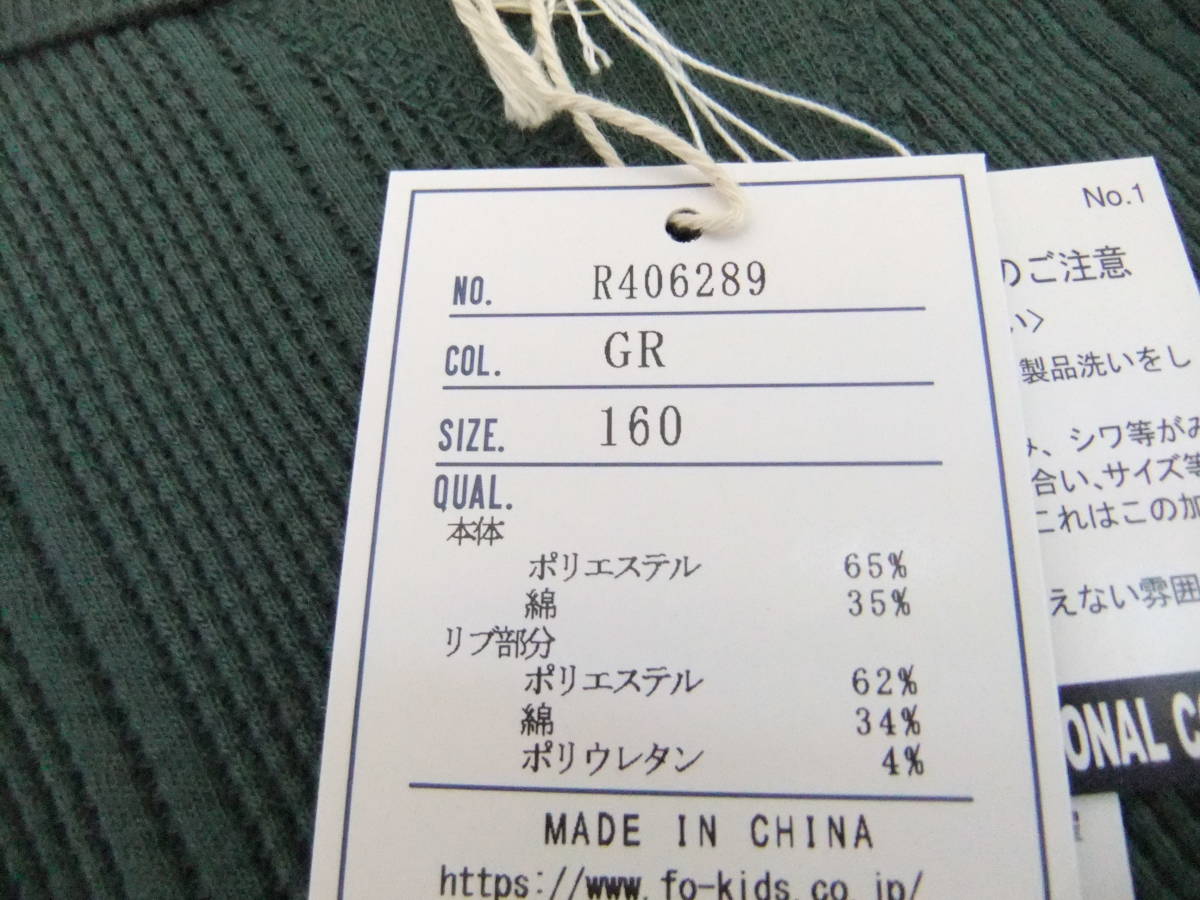 NO. R406289
COL. GR
SIZE. 160
QUAL.
本体
ポリエステル 65%
綿 35%
リブ部分
ポリエステル 62%
綿 34%
ポリウレタン 4%
MADE IN CHINA
https://www.fo-kids.co.jp/
No.1
のご注意
い〉
製品洗いをし
み、シワ等がみ
合い、サイズ等
これはこの加
えない雰囲
ONAL C